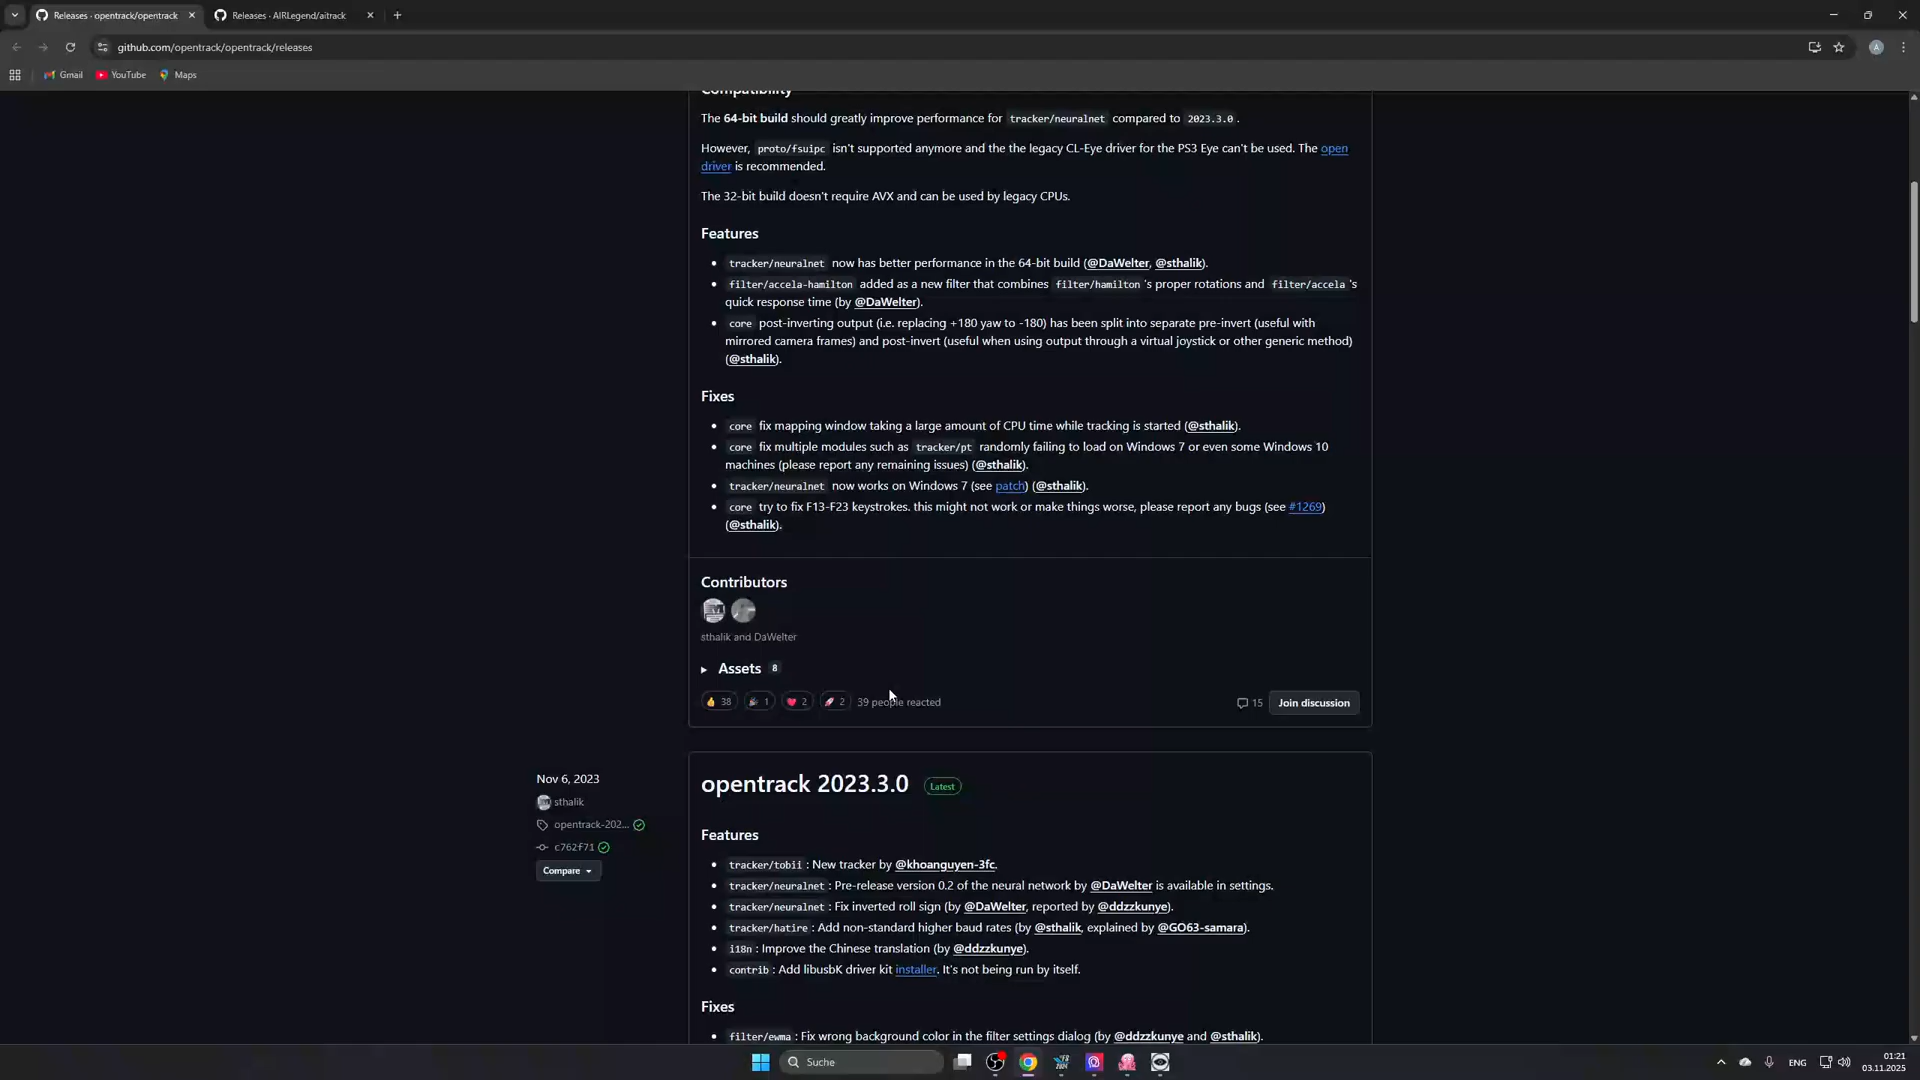 Releases · opentrack/opentrack
Releases · AIRLegend/aitrack
github.com/opentrack/opentrack/releases
Gmail
YouTube
Maps
Compatibility
The 64-bit build should greatly improve performance for tracker/neuralnet compared to 2023.3.0.
However, proto/fsuipc isn't supported anymore and the the legacy CL-Eye driver for the PS3 Eye can't be used. The open
driver is recommended.
The 32-bit build doesn't require AVX and can be used by legacy CPUs.
Features
tracker/neuralnet now has better performance in the 64-bit build (@DaWelter, @sthalik).
filter/accela-hamilton added as a new filter that combines filter/hamilton's proper rotations and filter/accela's
quick response time (by @DaWelter).
core post-inverting output (i.e. replacing +180 yaw to -180) has been split into separate pre-invert (useful with
mirrored camera frames) and post-invert (useful when using output through a virtual joystick or other generic method)
(@sthalik).
Fixes
core fix mapping window taking a large amount of CPU time while tracking is started (@sthalik).
core fix multiple modules such as tracker/pt randomly failing to load on Windows 7 or even some Windows 10
machines (please report any remaining issues) (@sthalik).
tracker/neuralnet now works on Windows 7 (see patch) (@sthalik).
core try to fix F13-F23 keystrokes. this might not work or make things worse, please report any bugs (see #1269)
(@sthalik).
Contributors
sthalik and DaWelter
Assets 8
38 1 2 2 39 people reacted
15 Join discussion
Nov 6, 2023
sthalik
opentrack-202...
c762f71
Compare
opentrack 2023.3.0 Latest
Features
tracker/tobii: New tracker by @khoanguyen-3fc.
tracker/neuralnet: Pre-release version 0.2 of the neural network by @DaWelter is available in settings.
tracker/neuralnet: Fix inverted roll sign (by @DaWelter, reported by @ddzzkunye).
tracker/hatire: Add non-standard higher baud rates (by @sthalik, explained by @GO63-samara).
i18n: Improve the Chinese translation (by @ddzzkunye).
contrib: Add libusbK driver kit installer. It's not being run by itself.
Fixes
filter/ewma: Fix wrong background color in the filter settings dialog (by @ddzzkunye and @sthalik).
Suche
ENG
01:21
03.11.2025